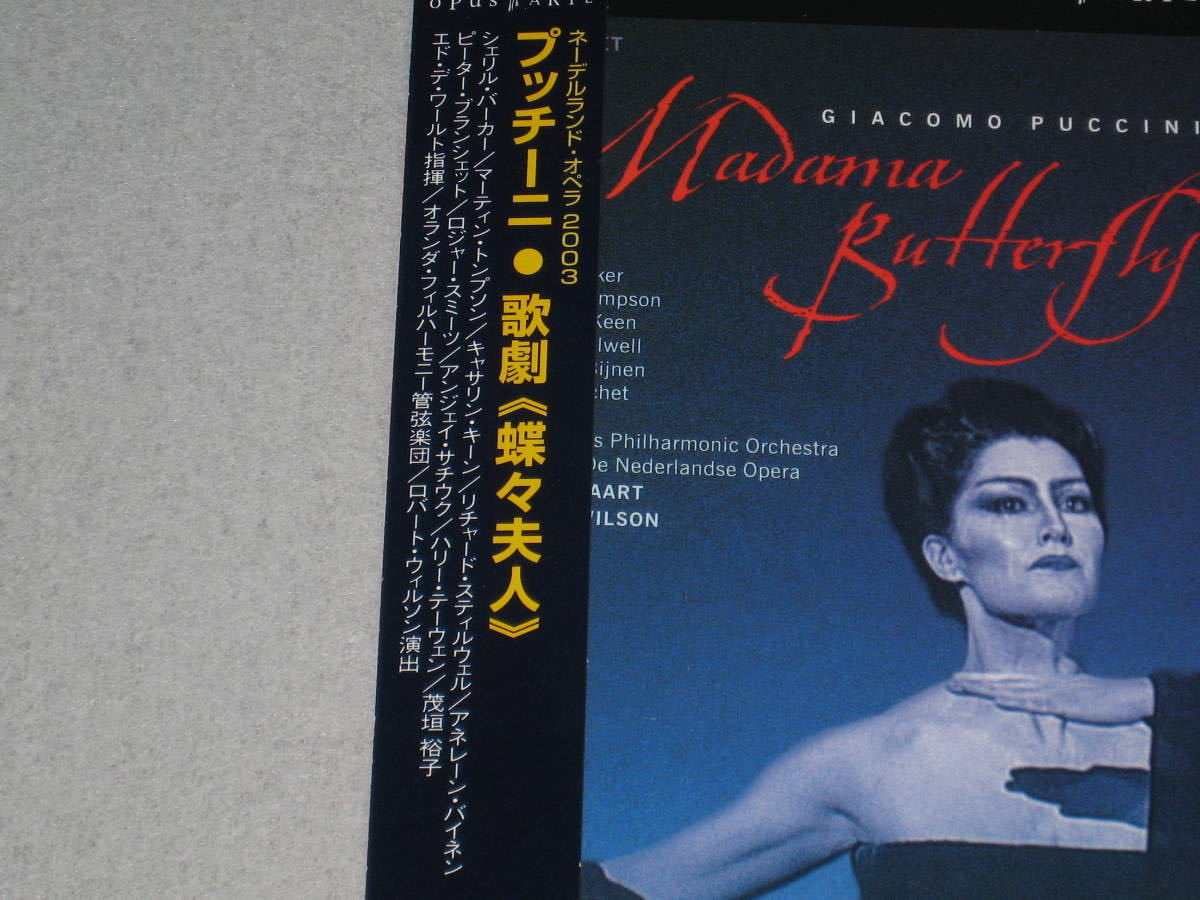 opus ARTE
ネーデルランド・オペラ 2003
プッチーニ●歌劇《蝶々夫人》
シェリル・バーカー／マーティン・トンプソン／キャサリン・キーン／リチャード・スティルウェル／アネレーン・バイネン
ピーター・ブランシェット／ロジャー・スミーツ／アンジェイ・サチウク／ハリー・テーウェン／茂垣 裕子
エド・デ・ワールト指揮／オランダ・フィルハーモニー管弦楽団／ロバート・ウィルソン演出
ET
GIACOMO PUCCINI
Madama
Butterfly
ker
mpson
Keen
lwell
ijnen
chet
s Philharmonic Orchestra
De Nederlandse Opera
AART
WILSON